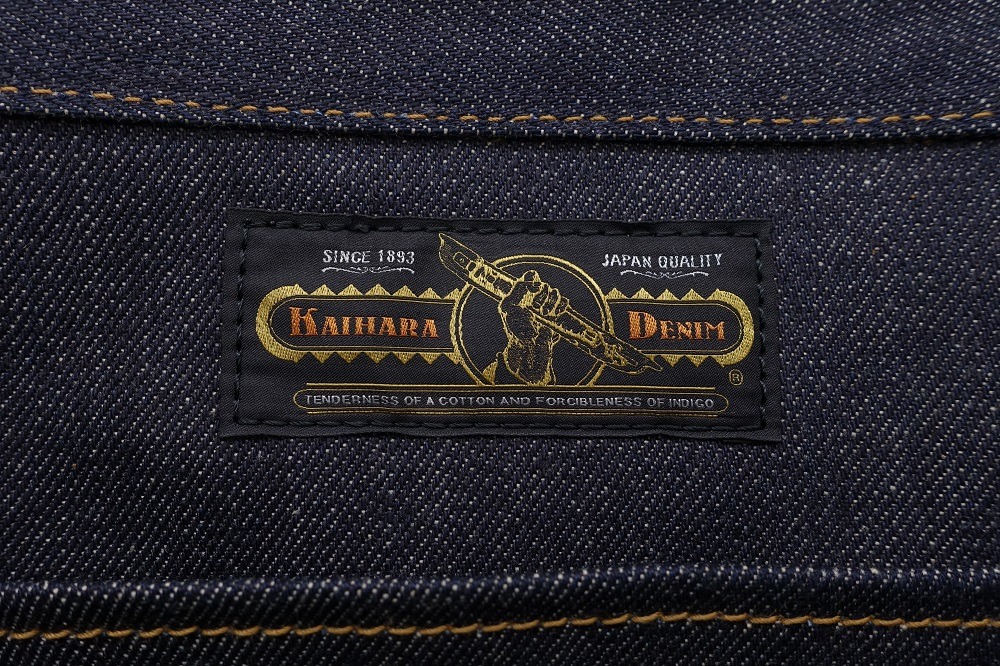 SINCE 1893
JAPAN QUALITY
KAIHARA DENIM
®
TENDERNESS OF A COTTON AND FORCIBLENESS OF INDIGO